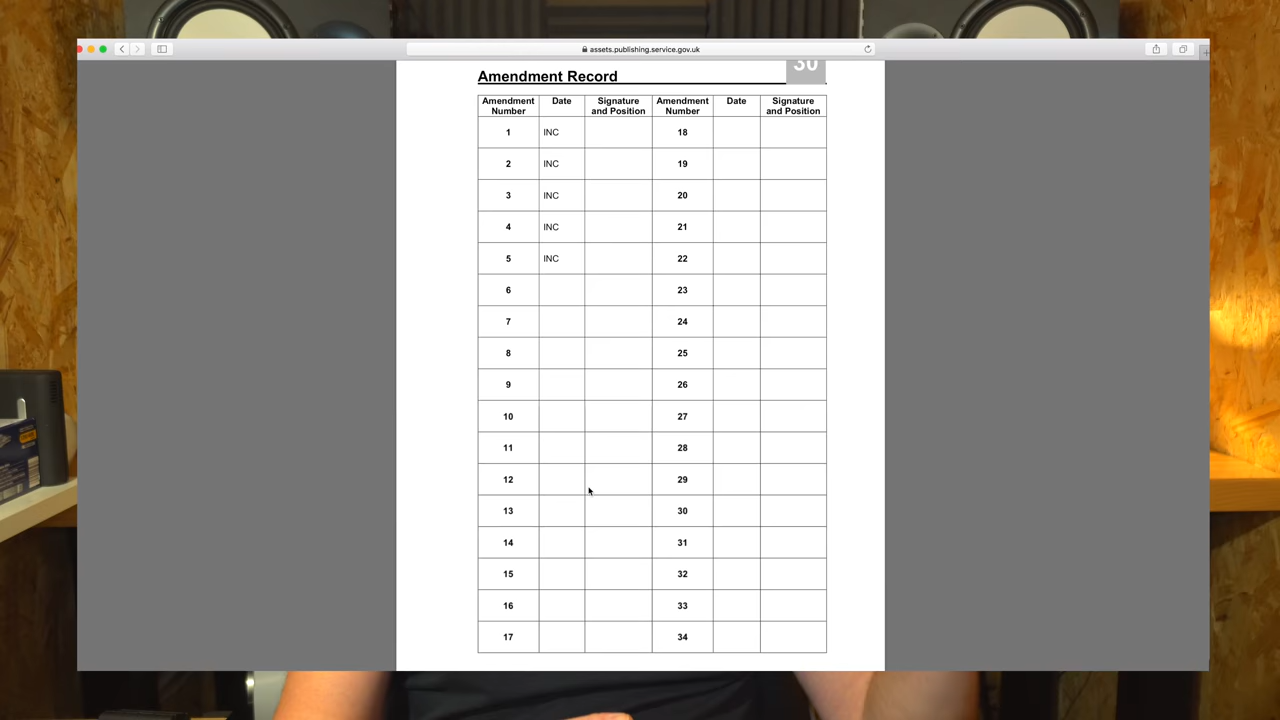 assets.publishing.service.gov.uk
30
Amendment Record
Amendment Number Date Signature and Position Amendment Number Date Signature and Position
1 INC 18
2 INC 19
3 INC 20
4 INC 21
5 INC 22
6 23
7 24
8 25
9 26
10 27
11 28
12 29
13 30
14 31
15 32
16 33
17 34